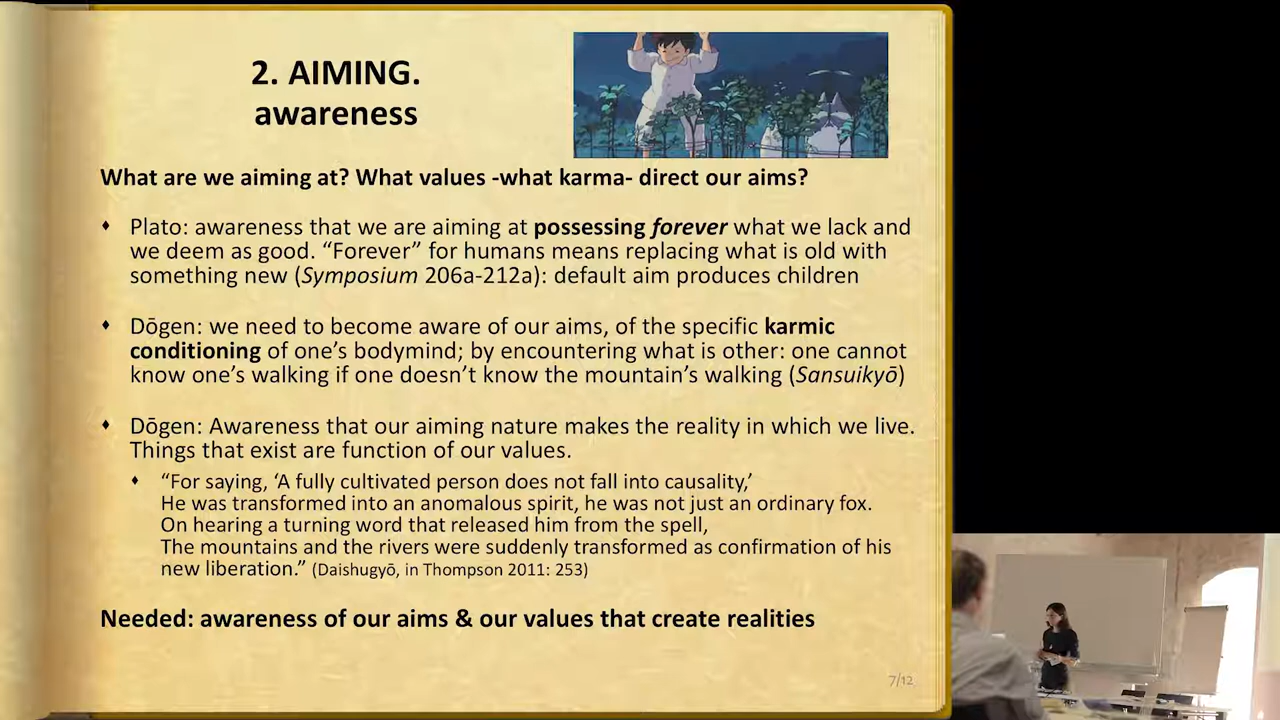 2. AIMING.
awareness
What are we aiming at? What values -what karma- direct our aims?
Plato: awareness that we are aiming at possessing forever what we lack and
we deem as good. “Forever” for humans means replacing what is old with
something new (Symposium 206a-212a): default aim produces children
Dōgen: we need to become aware of our aims, of the specific karmic
conditioning of one’s bodymind; by encountering what is other: one cannot
know one’s walking if one doesn’t know the mountain’s walking (Sansuikyō)
Dōgen: Awareness that our aiming nature makes the reality in which we live.
Things that exist are function of our values.
“For saying, ‘A fully cultivated person does not fall into causality,’
He was transformed into an anomalous spirit, he was not just an ordinary fox.
On hearing a turning word that released him from the spell,
The mountains and the rivers were suddenly transformed as confirmation of his
new liberation.” (Daishugyō, in Thompson 2011: 253)
Needed: awareness of our aims & our values that create realities
7/12